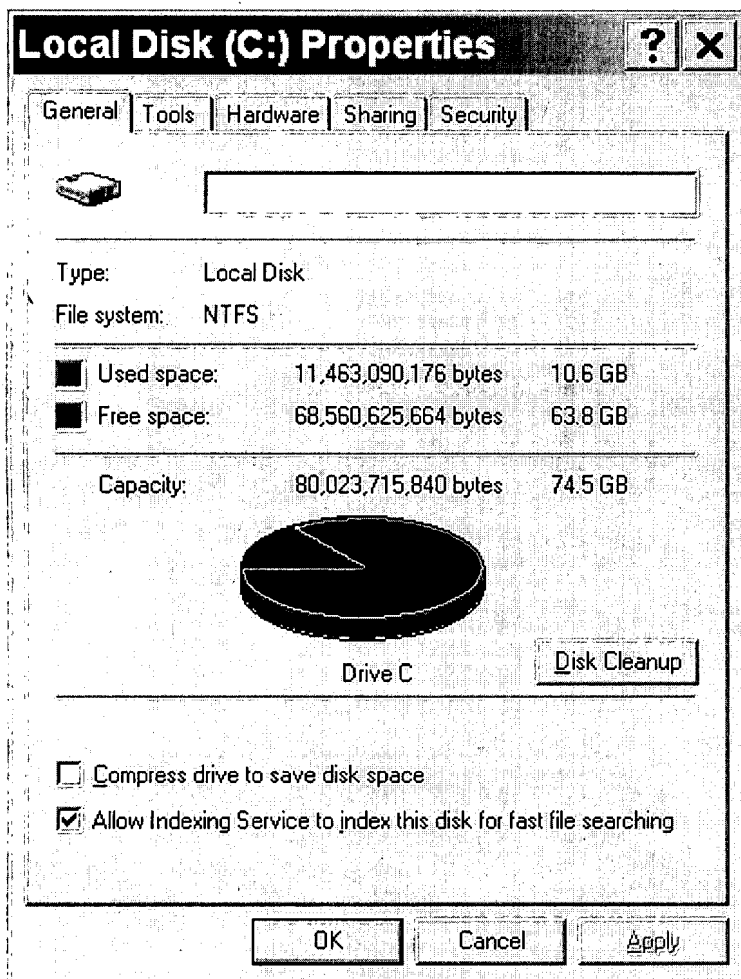 Local Disk (C:) Properties ? X
General Tools Hardware Sharing Security
Type: Local Disk
File system: NTFS
Used space: 11,463,090,176 bytes 10.6 GB
Free space: 68,560,625,664 bytes 63.8 GB
Capacity: 80,023,715,840 bytes 74.5 GB
Drive C Disk Cleanup
Compress drive to save disk space
Allow Indexing Service to index this disk for fast file searching
OK Cancel Apply